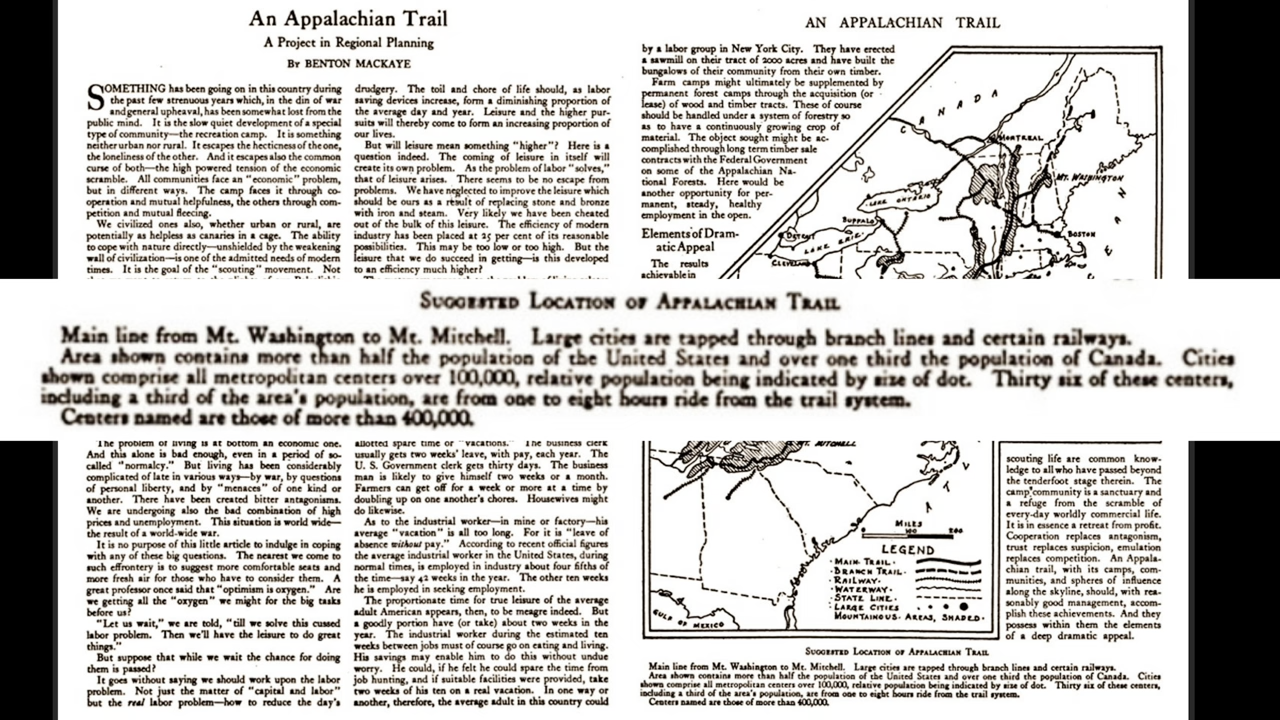 An Appalachian Trail
A Project in Regional Planning
By BENTON MACKAYE
SOMETHING has been going on in this country during
the past few strenuous years which, in the din of war
and general upheaval, has been somewhat lost from the
public mind. It is the slow quiet development of a special
type of community—the recreation camp. It is something
neither urban nor rural. It escapes the hecticness of the one,
the loneliness of the other. And it escapes also the common
curse of both—the high powered tension of the economic
scramble. All communities face an "economic" problem,
but in different ways. The camp faces it through co-
operation and mutual helpfulness, the others through com-
petition and mutual fleecing.
We civilized ones also, whether urban or rural, are
potentially as helpless as canaries in a cage. The ability
to cope with nature directly—unshielded by the weakening
wall of civilization—is one of the admitted needs of modern
times. It is the goal of the "scouting" movement. Not
drudgery. The toil and chore of life should, as labor
saving devices increase, form a diminishing proportion of
the average day and year. Leisure and the higher pur-
suits will thereby come to form an increasing proportion of
our lives.
But will leisure mean something "higher"? Here is a
question indeed. The coming of leisure in itself will
create its own problem. As the problem of labor "solves,"
that of leisure arises. There seems to be no escape from
problems. We have neglected to improve the leisure which
should be ours as a result of replacing stone and bronze
with iron and steam. Very likely we have been cheated
out of the bulk of this leisure. The efficiency of modern
industry has been placed at 25 per cent of its reasonable
possibilities. This may be too low or too high. But the
leisure that we do succeed in getting—is this developed
to an efficiency much higher?
AN APPALACHIAN TRAIL
by a labor group in New York City. They have erected
a sawmill on their tract of 2000 acres and have built the
bungalows of their community from their own timber.
Farm camps might ultimately be supplemented by
permanent forest camps through the acquisition (or
lease) of wood and timber tracts. These of course
should be handled under a system of forestry so
as to have a continuously growing crop of
material. The object sought might be ac-
complished through long term timber sale
contracts with the Federal Government
on some of the Appalachian Na-
tional Forests. Here would be
another opportunity for per-
manent, steady, healthy
employment in the open.
Elements of Dram-
atic Appeal
The results
achievable in
CANADA
MONTREAL
MT. WASHINGTON
LAKE ONTARIO
BUFFALO
BOSTON
DETROIT
LAKE ERIE
CLEVELAND
SUGGESTED LOCATION OF APPALACHIAN TRAIL
Main line from Mt. Washington to Mt. Mitchell. Large cities are tapped through branch lines and certain railways.
Area shown contains more than half the population of the United States and over one third the population of Canada. Cities
shown comprise all metropolitan centers over 100,000, relative population being indicated by size of dot. Thirty six of these centers,
including a third of the area's population, are from one to eight hours ride from the trail system.
Centers named are those of more than 400,000.
The problem of living is at bottom an economic one.
And this alone is bad enough, even in a period of so-
called "normalcy." But living has been considerably
complicated of late in various ways—by war, by questions
of personal liberty, and by "menaces" of one kind or
another. There have been created bitter antagonisms.
We are undergoing also the bad combination of high
prices and unemployment. This situation is world wide—
the result of a world-wide war.
It is no purpose of this little article to indulge in coping
with any of these big questions. The nearest we come to
such effrontery is to suggest more comfortable seats and
more fresh air for those who have to consider them. A
great professor once said that "optimism is oxygen." Are
we getting all the "oxygen" we might for the big tasks
before us?
"Let us wait," we are told, "till we solve this cussed
labor problem. Then we'll have the leisure to do great
things."
But suppose that while we wait the chance for doing
them is passed?
It goes without saying we should work upon the labor
problem. Not just the matter of "capital and labor"
but the real labor problem—how to reduce the day's
allotted spare time or "vacations." The business clerk
usually gets two weeks' leave, with pay, each year. The
U. S. Government clerk gets thirty days. The business
man is likely to give himself two weeks or a month.
Farmers can get off for a week or more at a time by
doubling up on one another's chores. Housewives might
do likewise.
As to the industrial worker—in mine or factory—his
average "vacation" is all too long. For it is "leave of
absence without pay." According to recent official figures
the average industrial worker in the United States, during
normal times, is employed in industry about four fifths of
the time—say 42 weeks in the year. The other ten weeks
he is employed in seeking employment.
The proportionate time for true leisure of the average
adult American appears, then, to be meagre indeed. But
a goodly portion have (or take) about two weeks in the
year. The industrial worker during the estimated ten
weeks between jobs must of course go on eating and living.
His savings may enable him to do this without undue
worry. He could, if he felt he could spare the time from
job hunting, and if suitable facilities were provided, take
two weeks of his ten on a real vacation. In one way or
another, therefore, the average adult in this country could
MT. MITCHELL
MILES
100 200
LEGEND
MAIN TRAIL
BRANCH TRAIL
RAILWAY
WATERWAY
STATE LINE
LARGE CITIES
MOUNTAINOUS AREAS, SHADED
GULF OF MEXICO
scouting life are common know-
ledge to all who have passed beyond
the tenderfoot stage therein. The
camp community is a sanctuary and
a refuge from the scramble of
every-day worldly commercial life.
It is in essence a retreat from profit.
Cooperation replaces antagonism,
trust replaces suspicion, emulation
replaces competition. An Appala-
chian trail, with its camps, com-
munities, and spheres of influence
along the skyline, should, with rea-
sonably good management, accom-
plish these achievements. And they
possess within them the elements
of a deep dramatic appeal.
SUGGESTED LOCATION OF APPALACHIAN TRAIL
Main line from Mt. Washington to Mt. Mitchell. Large cities are tapped through branch lines and certain railways.
Area shown contains more than half the population of the United States and over one third the population of Canada. Cities
shown comprise all metropolitan centers over 100,000, relative population being indicated by size of dot. Thirty six of these centers,
including a third of the area's population, are from one to eight hours ride from the trail system.
Centers named are those of more than 400,000.